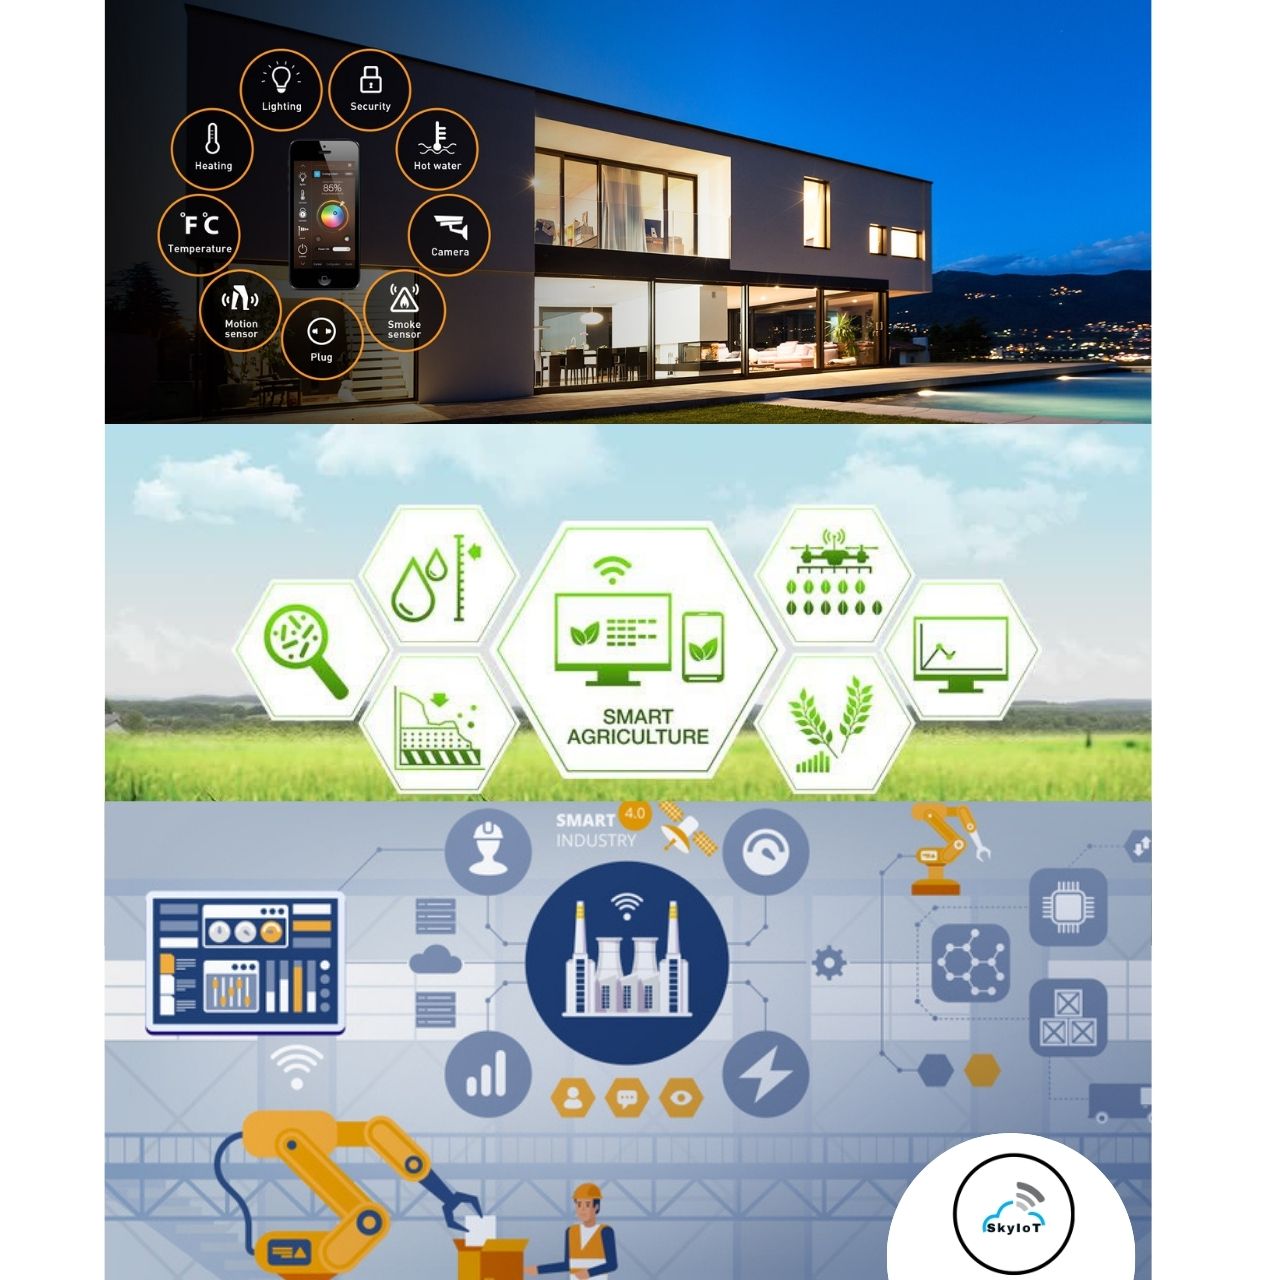 Lighting
Security
Heating
Hot water
°F °C
Temperature
Camera
Motion
sensor
Smoke
sensor
Plug
85%
SMART
AGRICULTURE
SMART 4.0
INDUSTRY
SkyIoT